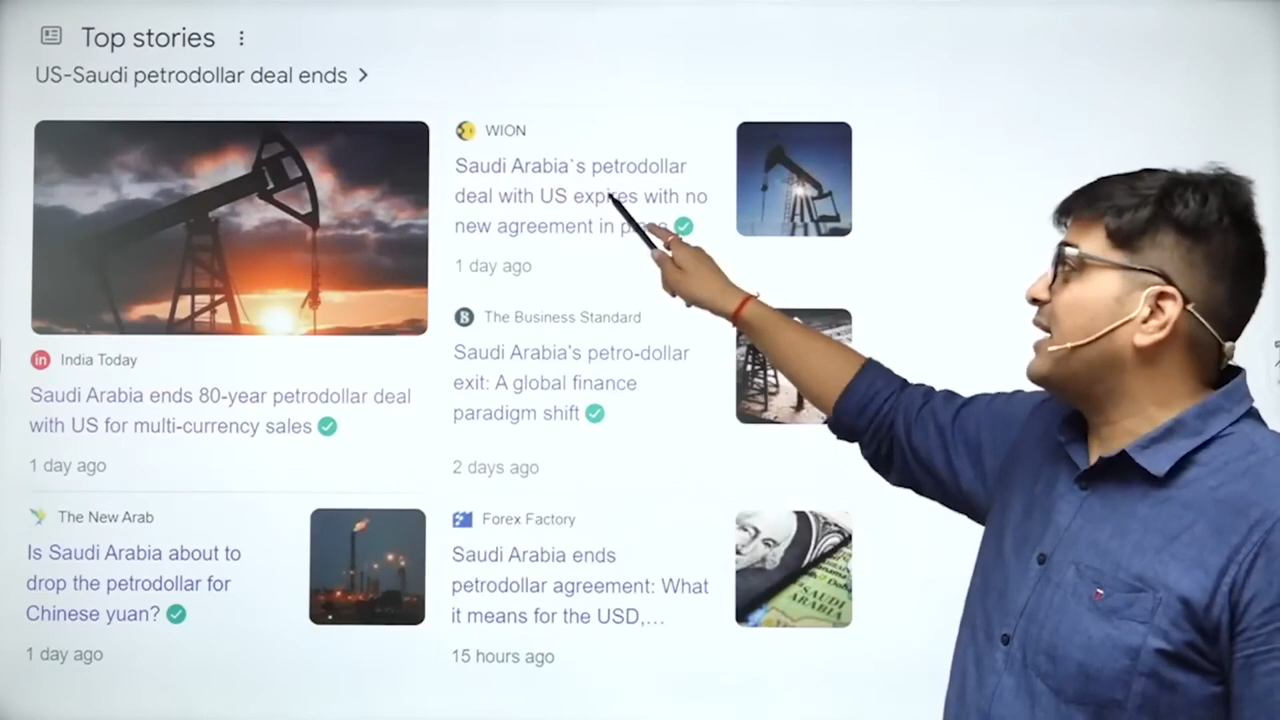 Top stories
US-Saudi petrodollar deal ends
WION
Saudi Arabia`s petrodollar
deal with US expires with no
new agreement in
1 day ago
The Business Standard
Saudi Arabia's petro-dollar
exit: A global finance
paradigm shift
2 days ago
India Today
Saudi Arabia ends 80-year petrodollar deal
with US for multi-currency sales
1 day ago
The New Arab
Is Saudi Arabia about to
drop the petrodollar for
Chinese yuan?
1 day ago
Forex Factory
Saudi Arabia ends
petrodollar agreement: What
it means for the USD,...
15 hours ago
SAUDI
ARABIA